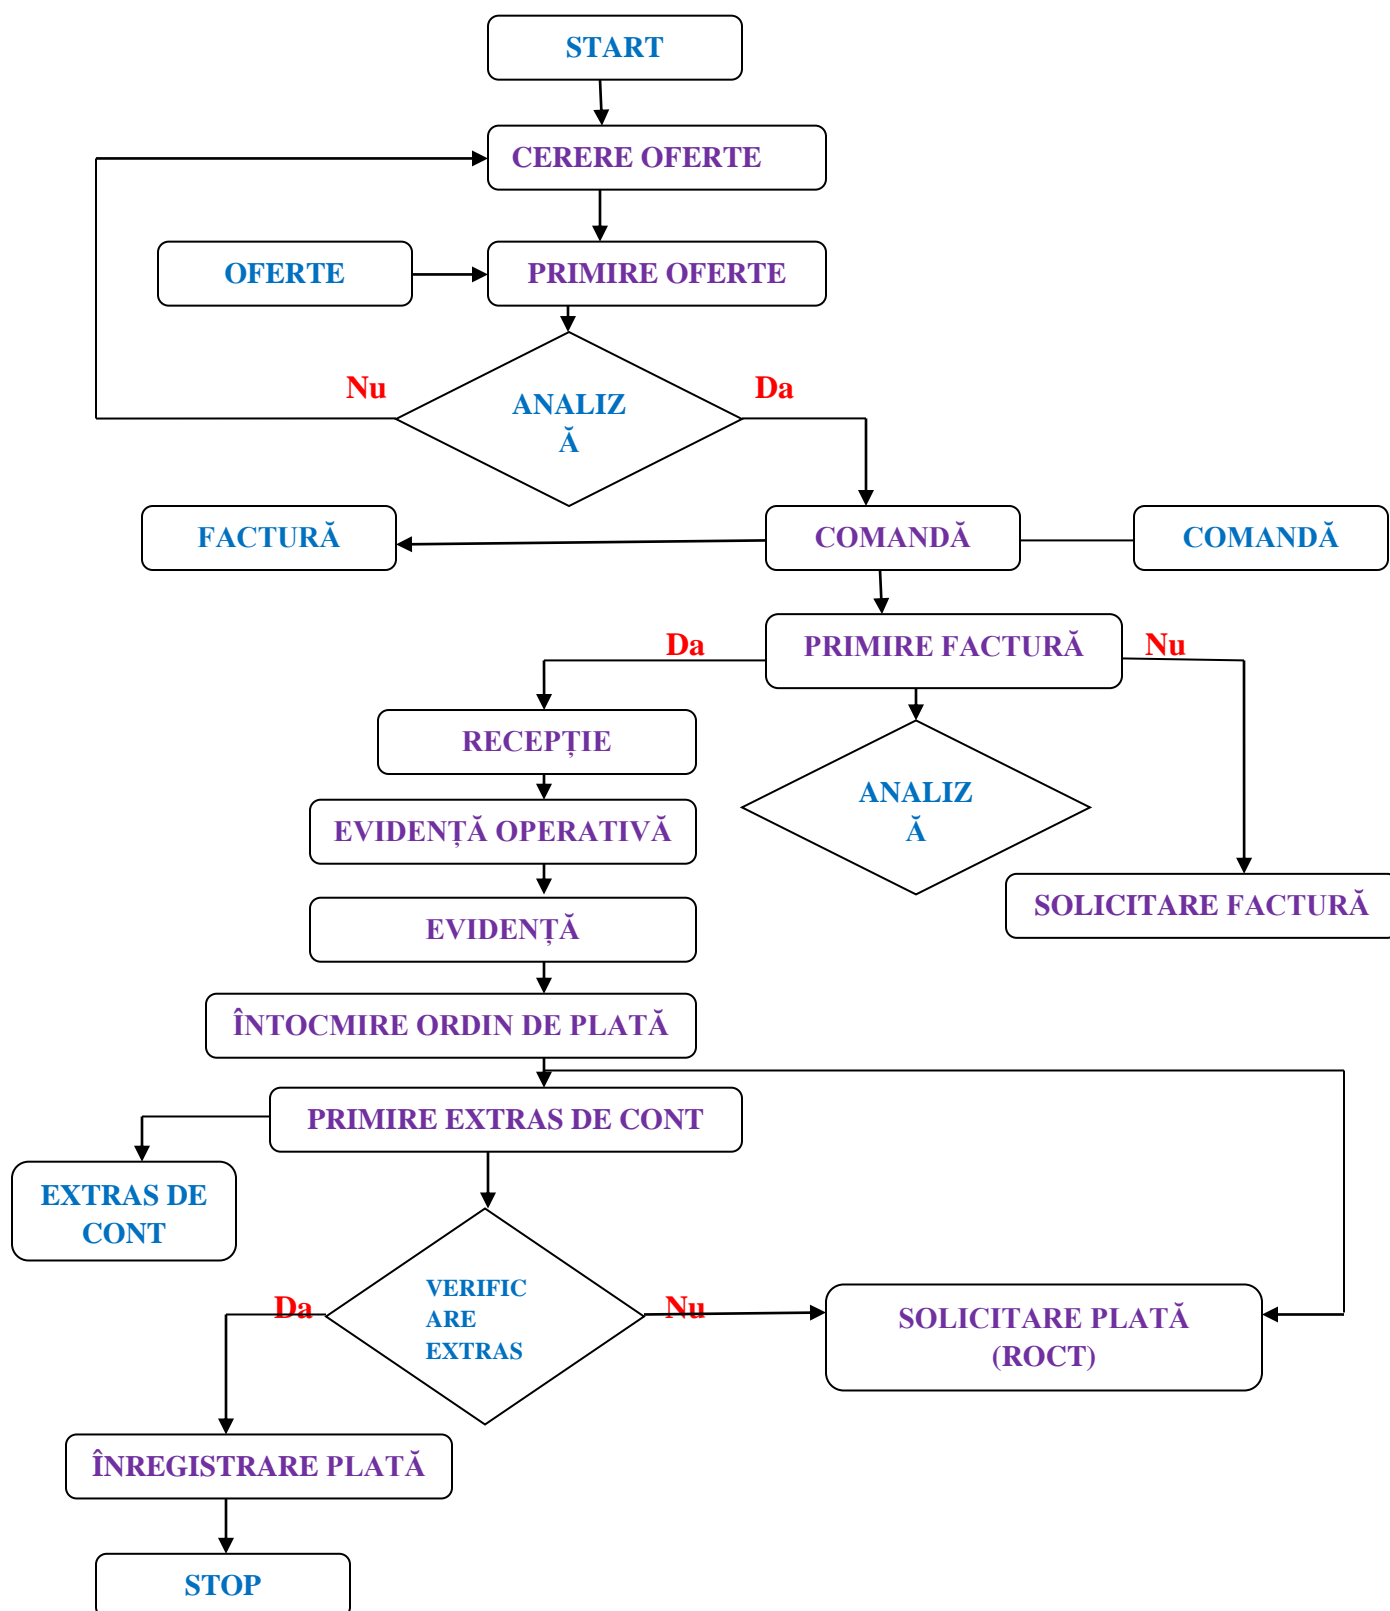 START
CERERE OFERTE
OFERTE
PRIMIRE OFERTE
Nu
Da
ANALIZ
Ă
FACTURĂ
COMANDĂ
COMANDĂ
Da
PRIMIRE FACTURĂ
Nu
RECEPȚIE
ANALIZ
Ă
EVIDENȚĂ OPERATIVĂ
SOLICITARE FACTURĂ
EVIDENȚĂ
ÎNTOCMIRE ORDIN DE PLATĂ
PRIMIRE EXTRAS DE CONT
EXTRAS DE
CONT
VERIFIC
ARE
EXTRAS
Da
Nu
SOLICITARE PLATĂ
(ROCT)
ÎNREGISTRARE PLATĂ
STOP